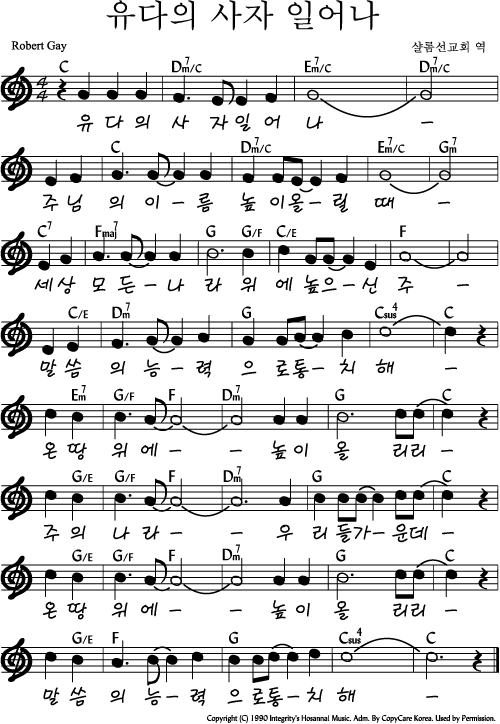 유다의 사자 일어나
Robert Gay
샬롬선교회 역
C Dm7/C Em7/C Dm7/C
4 4
유 다 의 사 자 일 어 나 –
C Dm7/C Em7/C Gm7
주 님 의 이 – 름 높 이 올 – 릴 때 –
C7 Fmaj7 G G/F C/E F
세 상 모 든 – 나 라 위 에 높 으 – 신 주 –
C/E Dm7 G Csus4 C
말 씀 의 능 – 력 으 로 통 – 치 해 –
Em7 G/F F Dm7 G C
온 땅 위 에 – – 높 이 올 리 리 –
G/E G/F F Dm7 G C
주 의 나 라 – – 우 리 들 가 – 운 데 –
G/E G/F F Dm7 G C
온 땅 위 에 – – 높 이 올 리 리 –
G/E F G Csus4 C
말 씀 의 능 – 력 으 로 통 – 치 해 –
Copyright (C) 1990 Integrity's Hosanna! Music. Adm. By CopyCare Korea. Used by Permission.